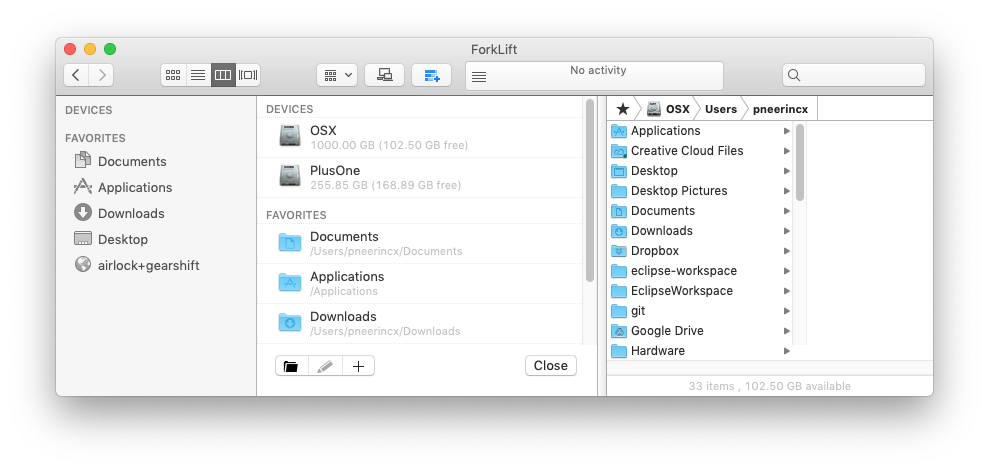 ForkLift
No activity
DEVICES
FAVORITES
Documents
Applications
Downloads
Desktop
airlock+gearshift
DEVICES
OSX
1000.00 GB (102.50 GB free)
PlusOne
255.85 GB (168.89 GB free)
FAVORITES
Documents
/Users/pneerincx/Documents
Applications
/Applications
Downloads
/Users/pneerincx/Downloads
Close
OSX Users pneerincx
Applications
Creative Cloud Files
Desktop
Desktop Pictures
Documents
Downloads
Dropbox
eclipse-workspace
EclipseWorkspace
git
Google Drive
Hardware
33 items , 102.50 GB available